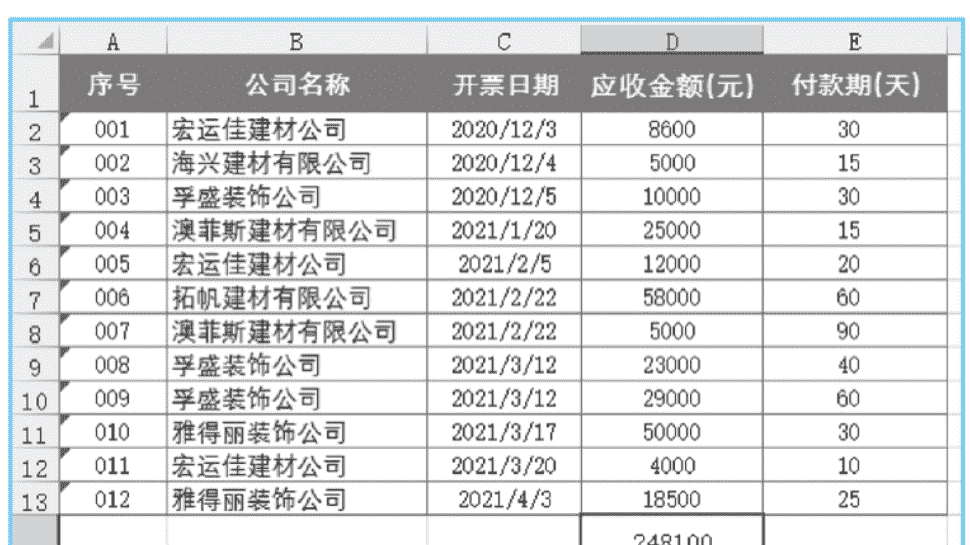 A B C D E
1 序号 公司名称 开票日期 应收金额(元) 付款期(天)
2 001 宏运佳建材公司 2020/12/3 8600 30
3 002 海兴建材有限公司 2020/12/4 5000 15
4 003 孚盛装饰公司 2020/12/5 10000 30
5 004 澳菲斯建材有限公司 2021/1/20 25000 15
6 005 宏运佳建材公司 2021/2/5 12000 20
7 006 拓帆建材有限公司 2021/2/22 58000 60
8 007 澳菲斯建材有限公司 2021/2/22 5000 90
9 008 孚盛装饰公司 2021/3/12 23000 40
10 009 孚盛装饰公司 2021/3/12 29000 60
11 010 雅得丽装饰公司 2021/3/17 50000 30
12 011 宏运佳建材公司 2021/3/20 4000 10
13 012 雅得丽装饰公司 2021/4/3 18500 25
248100